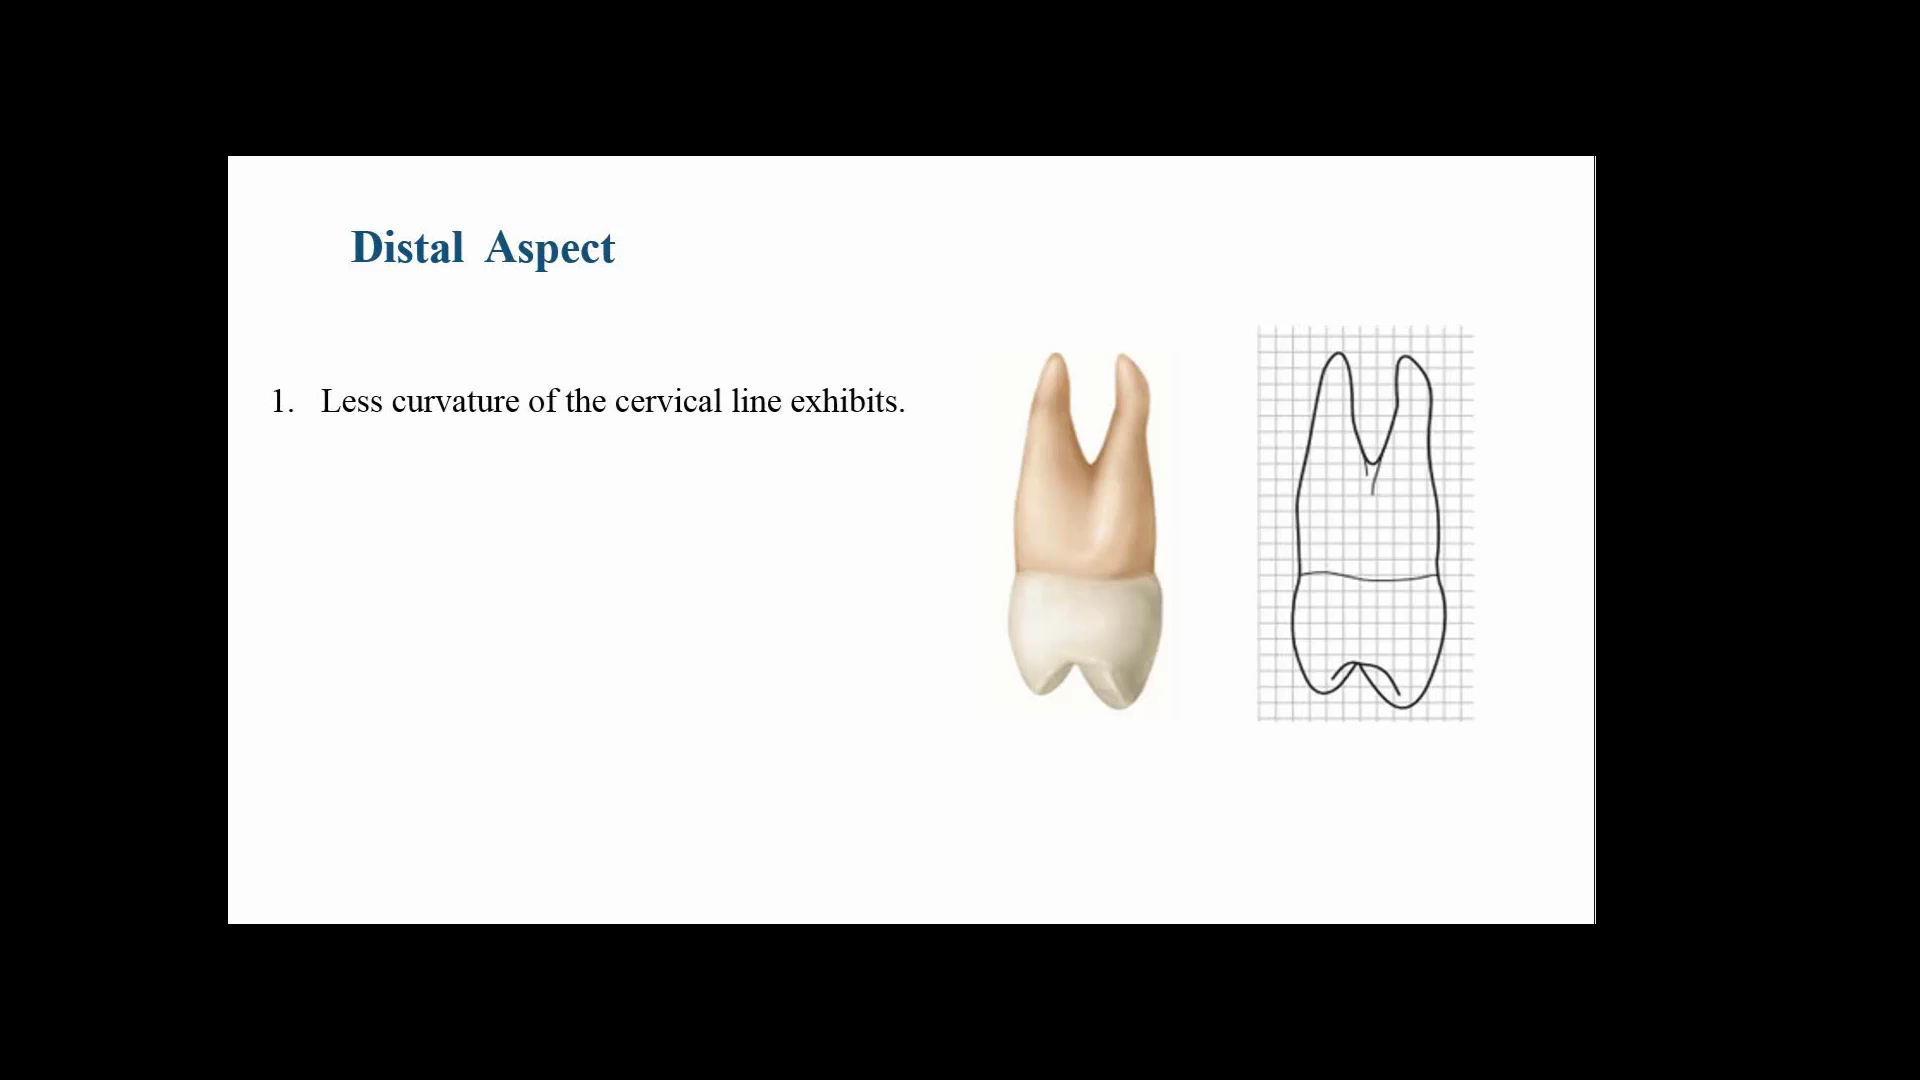 Distal Aspect
1. Less curvature of the cervical line exhibits.